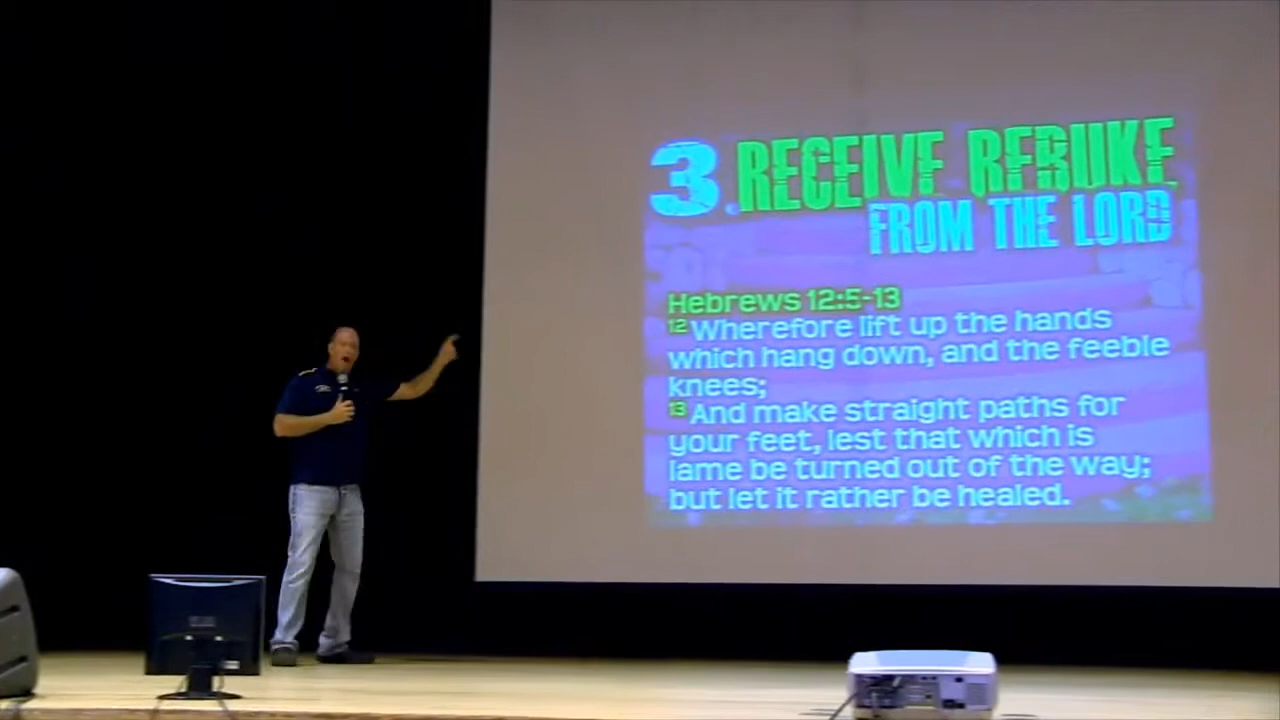 3. RECEIVE REBUKE
FROM THE LORD
Hebrews 12:5-13
12 Wherefore lift up the hands
which hang down, and the feeble
knees;
13 And make straight paths for
your feet, lest that which is
lame be turned out of the way;
but let it rather be healed.